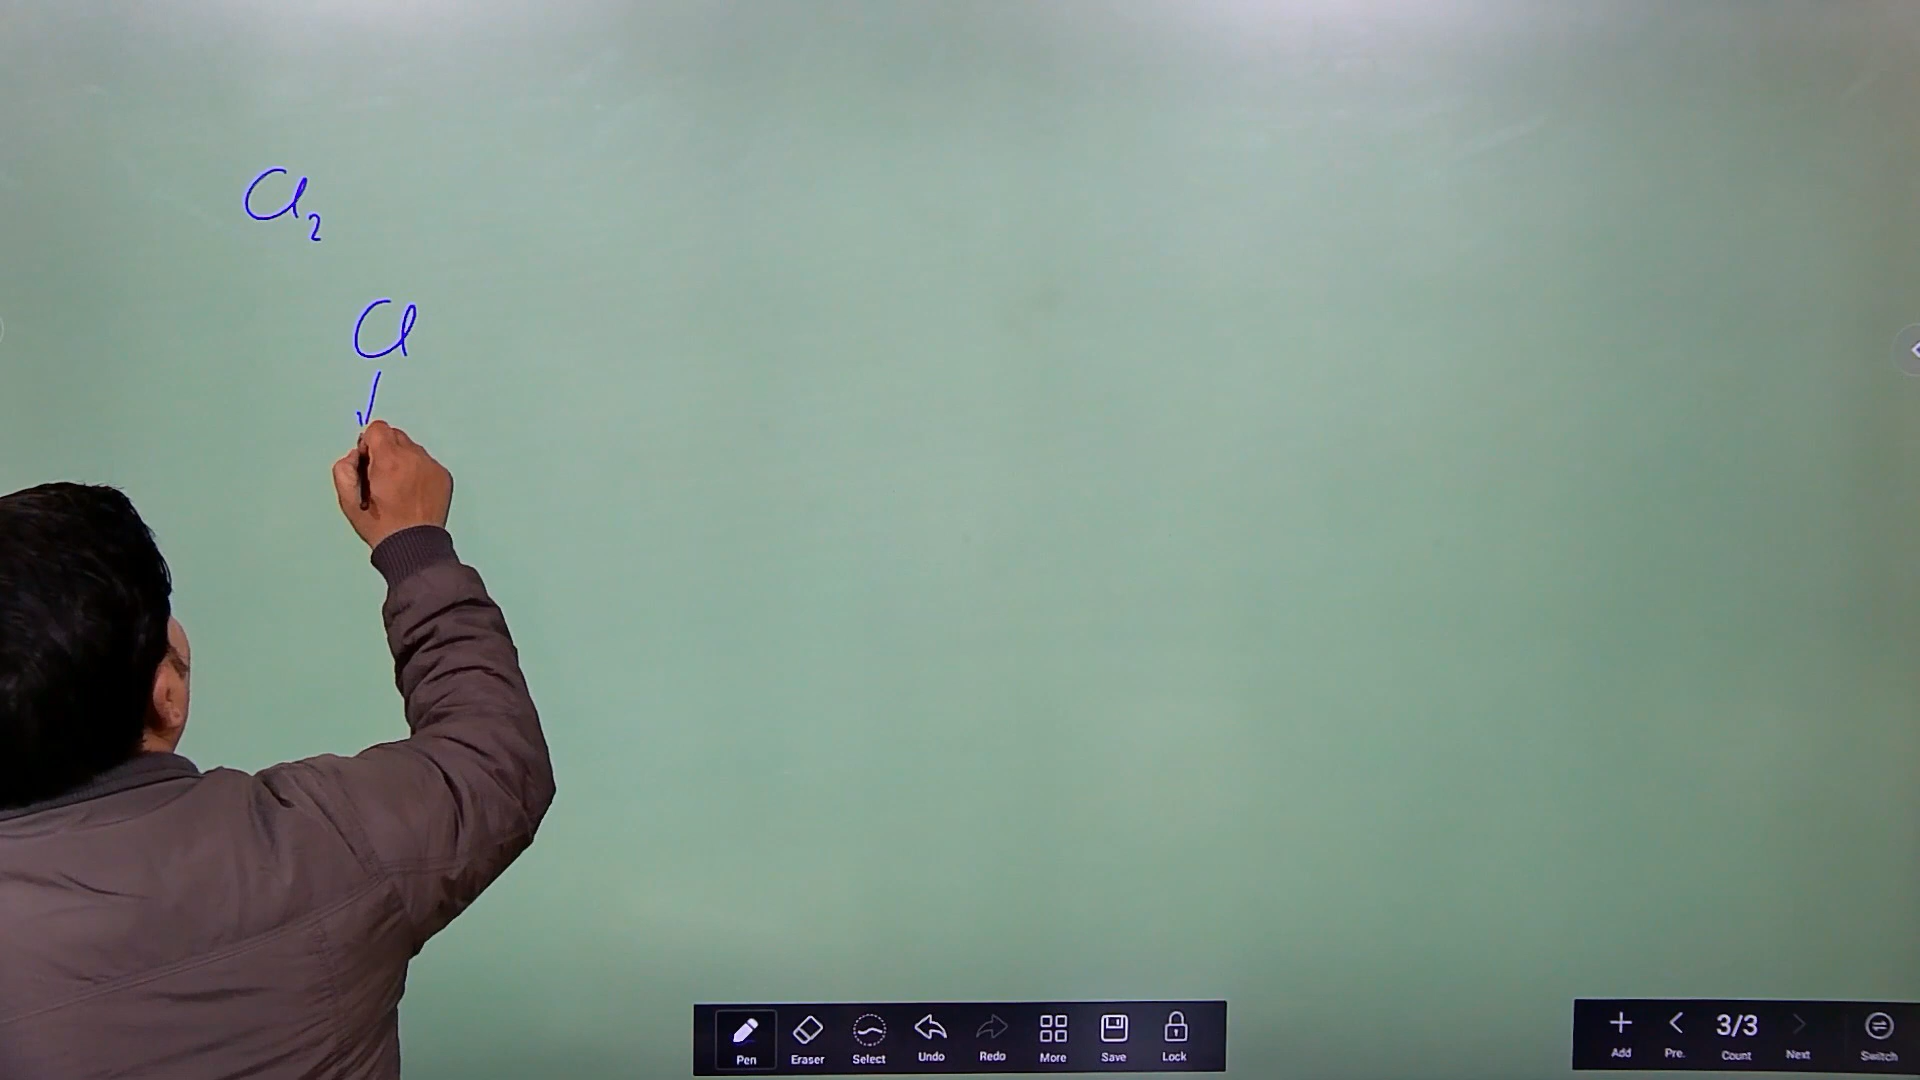 Cl₂
Cl
Pen Eraser Select Undo Redo More Save Lock
3/3
Add Pre. Count Next Switch